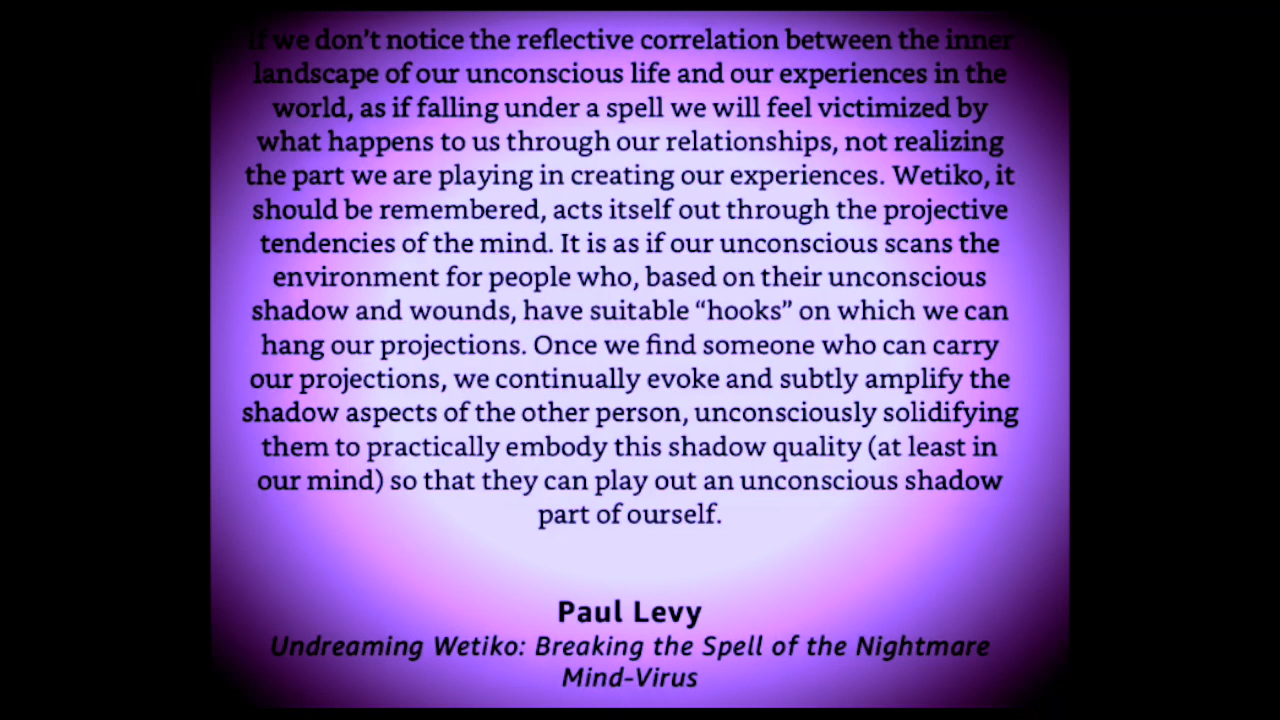 If we don't notice the reflective correlation between the inner
landscape of our unconscious life and our experiences in the
world, as if falling under a spell we will feel victimized by
what happens to us through our relationships, not realizing
the part we are playing in creating our experiences. Wetiko, it
should be remembered, acts itself out through the projective
tendencies of the mind. It is as if our unconscious scans the
environment for people who, based on their unconscious
shadow and wounds, have suitable “hooks” on which we can
hang our projections. Once we find someone who can carry
our projections, we continually evoke and subtly amplify the
shadow aspects of the other person, unconsciously solidifying
them to practically embody this shadow quality (at least in
our mind) so that they can play out an unconscious shadow
part of ourself.
Paul Levy
Undreaming Wetiko: Breaking the Spell of the Nightmare
Mind-Virus